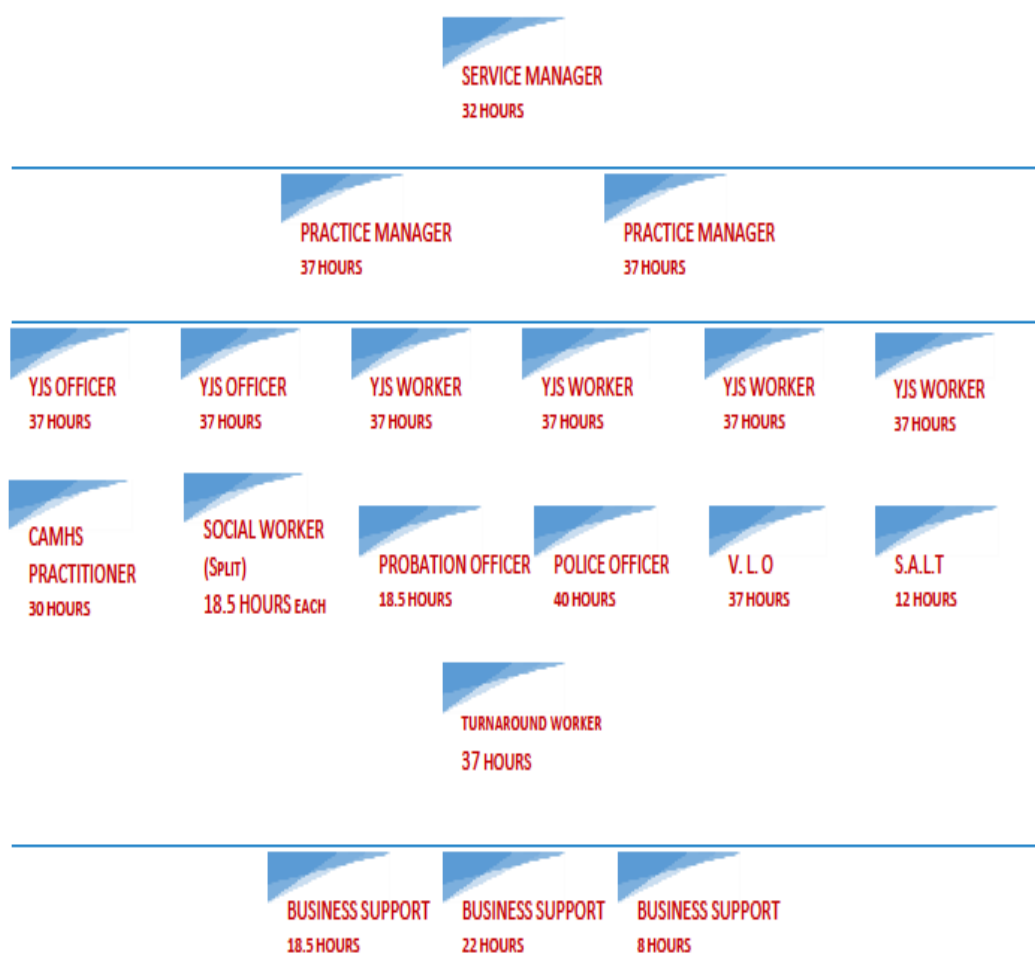 SERVICE MANAGER
32 HOURS
PRACTICE MANAGER
37 HOURS
PRACTICE MANAGER
37 HOURS
YJS OFFICER
37 HOURS
YJS OFFICER
37 HOURS
YJS WORKER
37 HOURS
YJS WORKER
37 HOURS
YJS WORKER
37 HOURS
YJS WORKER
37 HOURS
CAMHS
PRACTITIONER
30 HOURS
SOCIAL WORKER
(SPLIT)
18.5 HOURS EACH
PROBATION OFFICER
18.5 HOURS
POLICE OFFICER
40 HOURS
V. L. O
37 HOURS
S.A.L.T
12 HOURS
TURNAROUND WORKER
37 HOURS
BUSINESS SUPPORT
18.5 HOURS
BUSINESS SUPPORT
22 HOURS
BUSINESS SUPPORT
8 HOURS